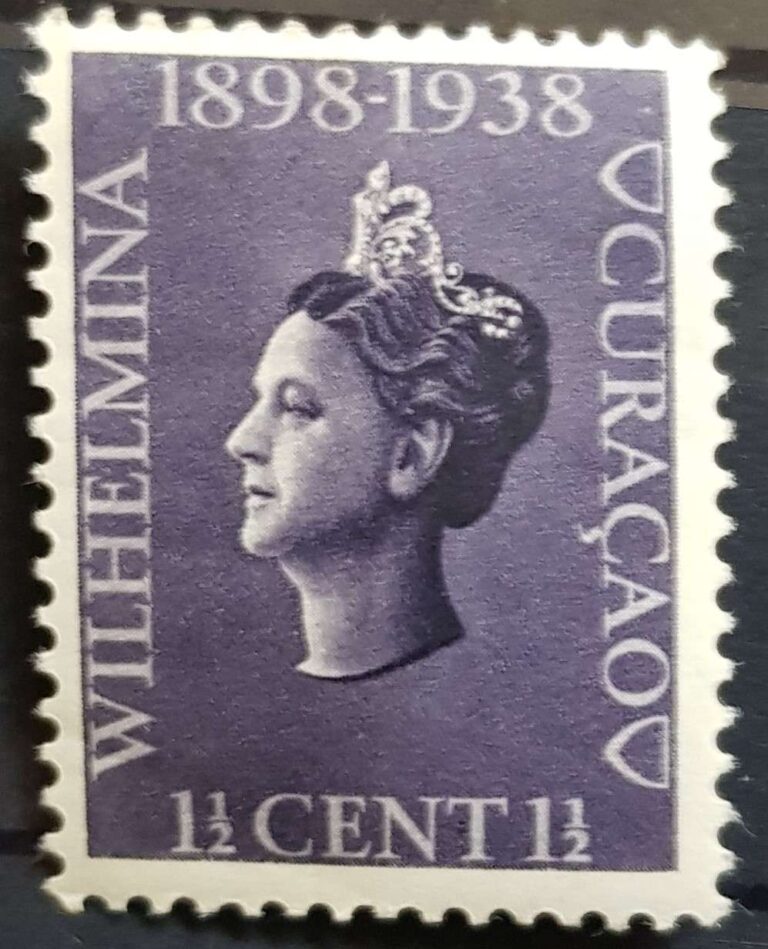 1898-1938
WILHELMINA
CURAÇAO
1½ CENT 1½